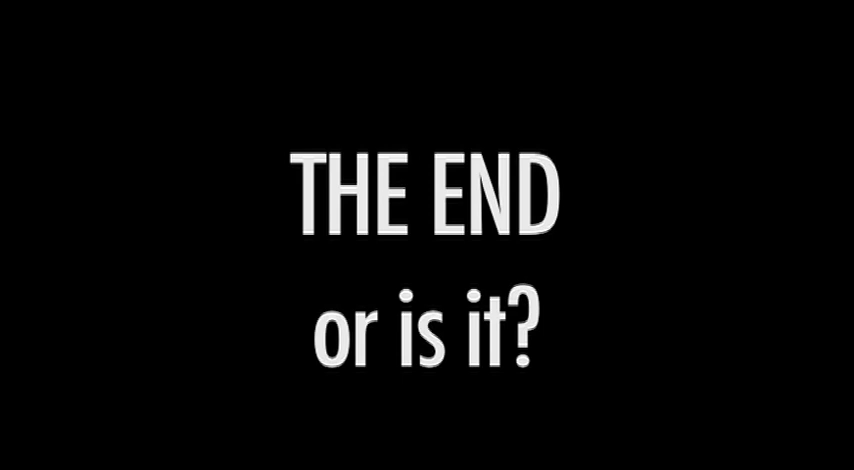 THE END
or is it?